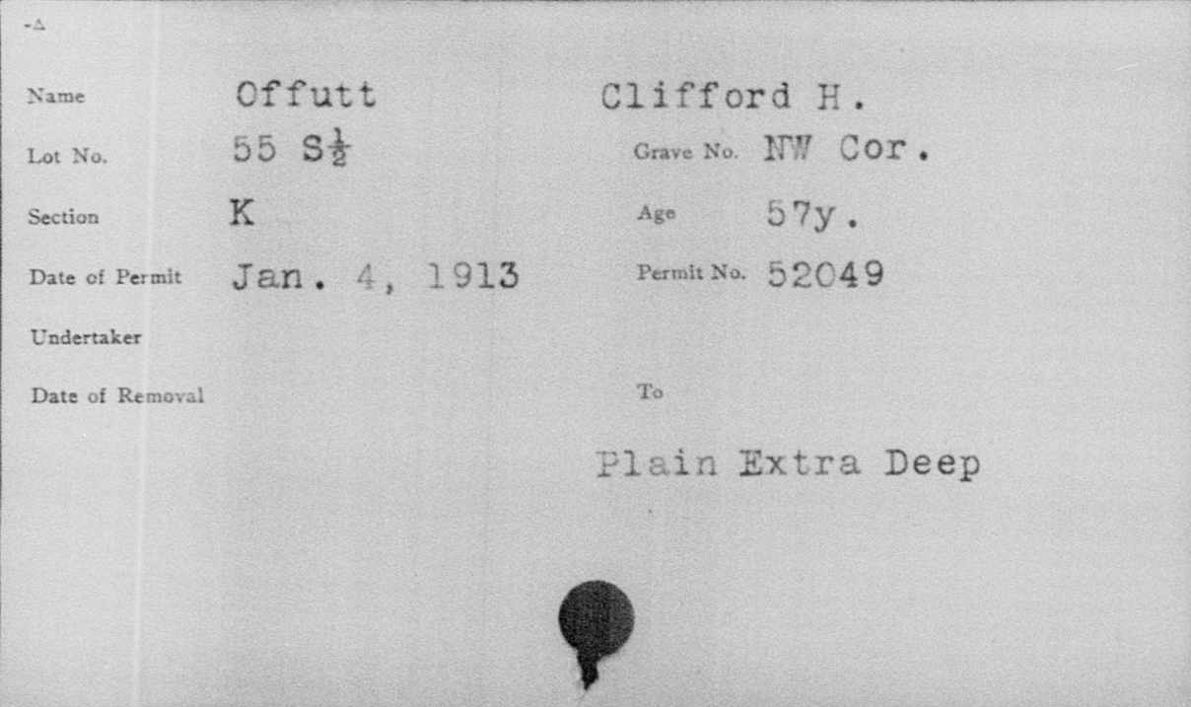 -△
Name Offutt Clifford H.
Lot No. 55 S½ Grave No. NW Cor.
Section K Age 57y.
Date of Permit Jan. 4, 1913 Permit No. 52049
Undertaker
Date of Removal To
Plain Extra Deep